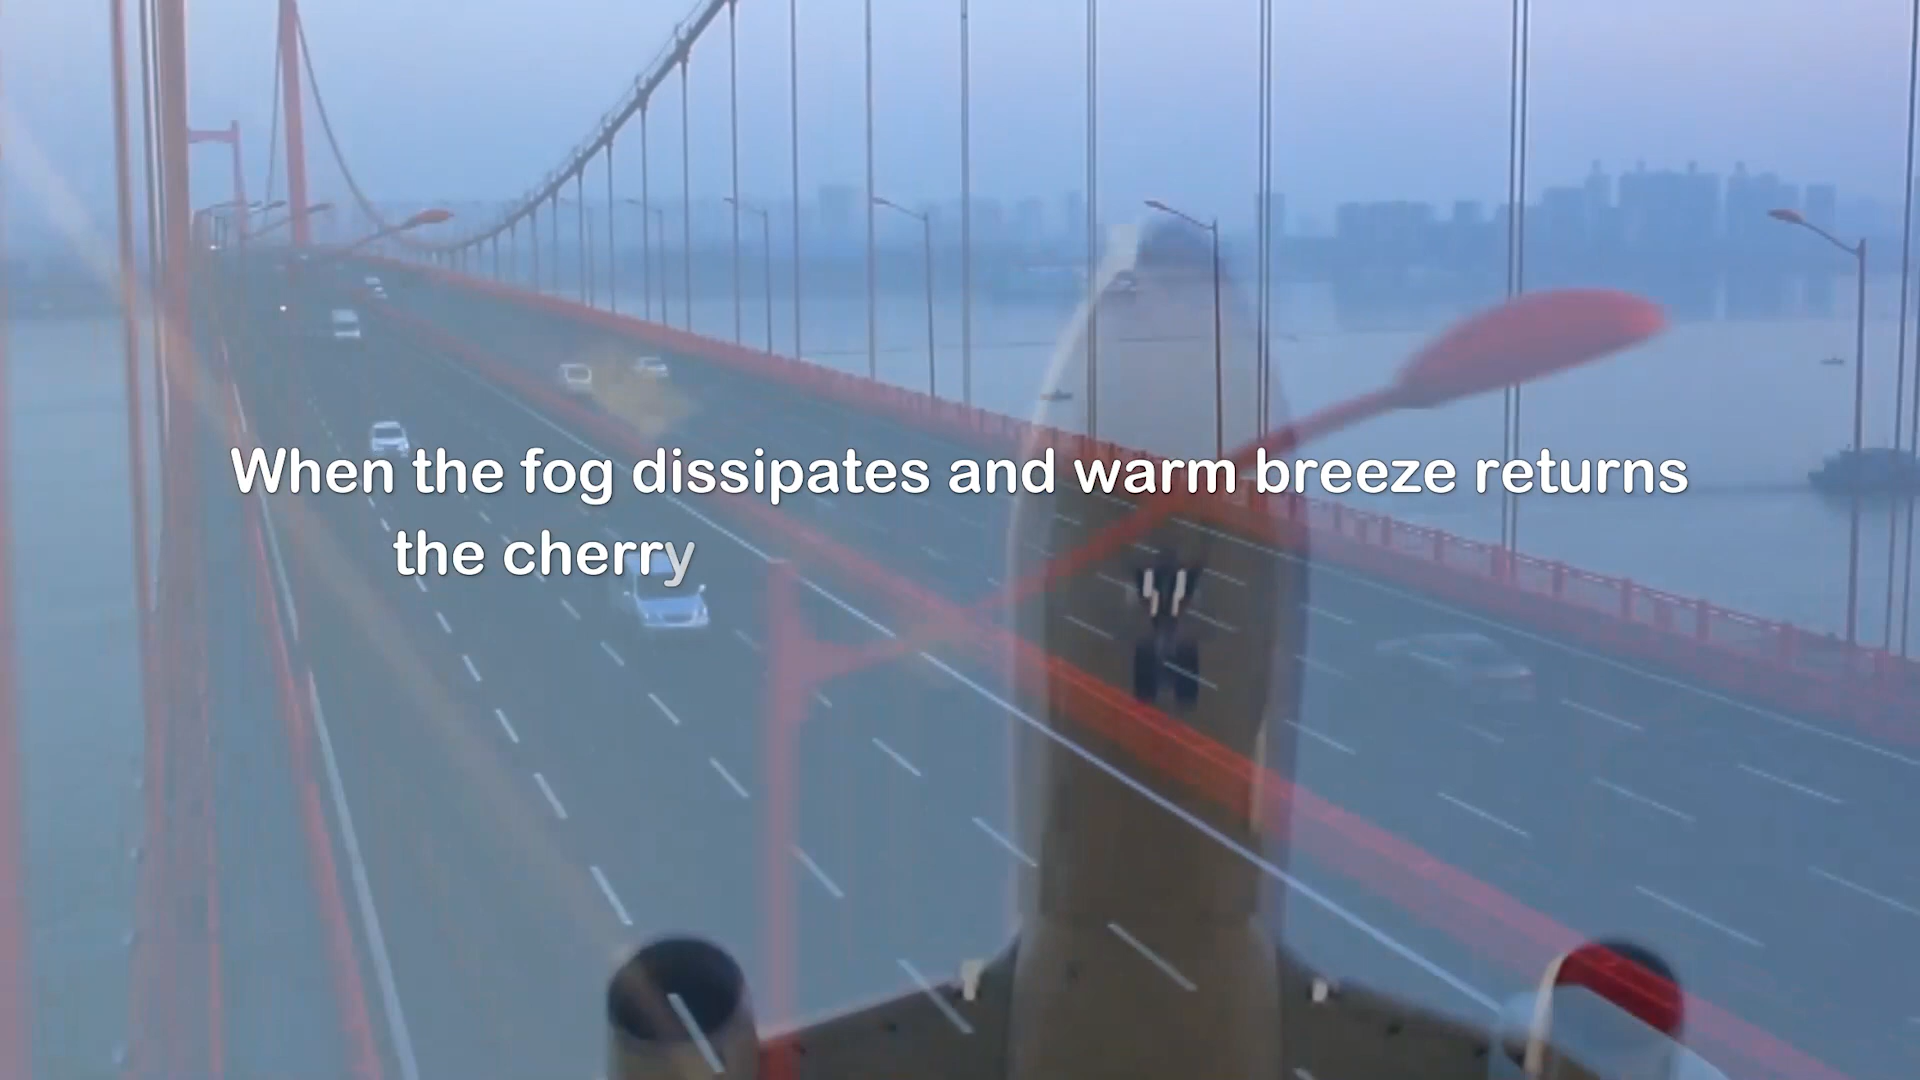 When the fog dissipates and warm breeze returns
the cherry